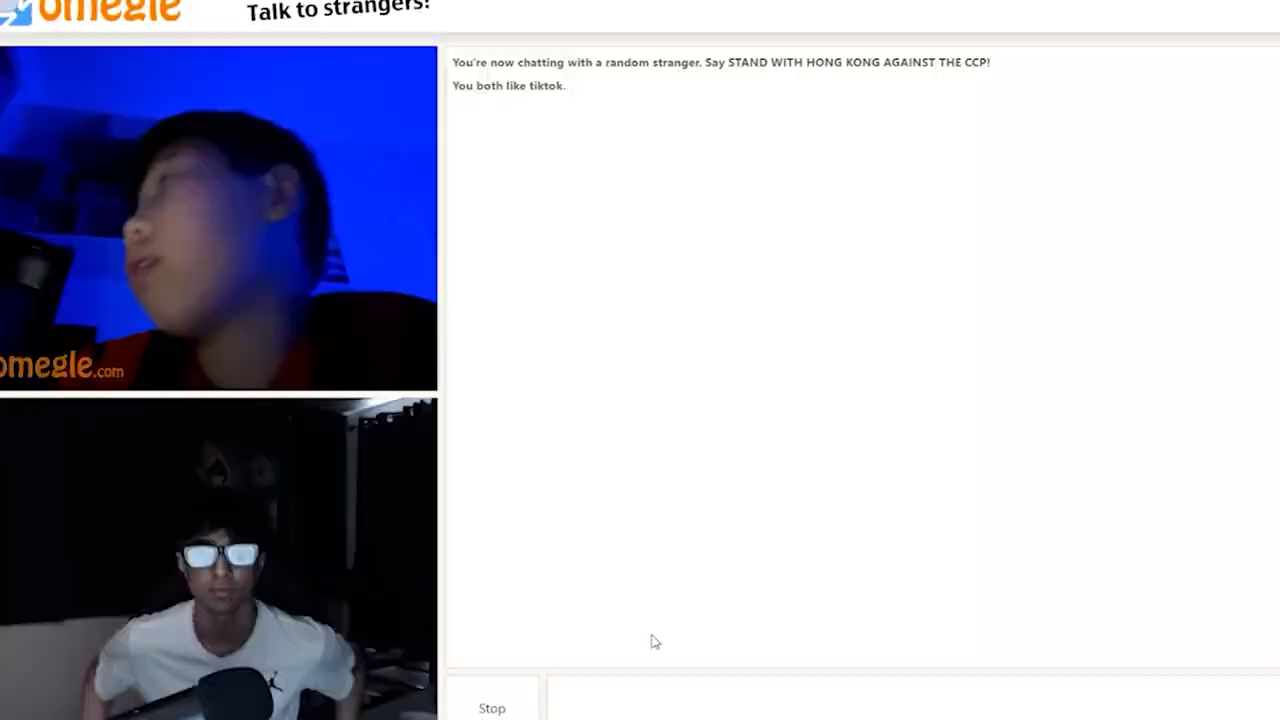 omegle
Talk to strangers!
You're now chatting with a random stranger. Say STAND WITH HONG KONG AGAINST THE CCP!
You both like tiktok.
omegle.com
Stop